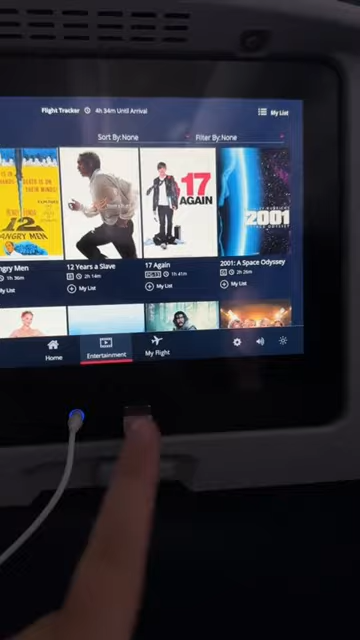 Flight Tracker 4h 34m Until Arrival
My List
Sort By:None
Filter By:None
12
ANGRY MEN
17
AGAIN
2001
ngry Men
12 Years a Slave
17 Again
2001: A Space Odyssey
1h 36m
R 2h 14m
PG-13 1h 41m
G 2h 29m
My List
My List
My List
My List
Home
Entertainment
My Flight